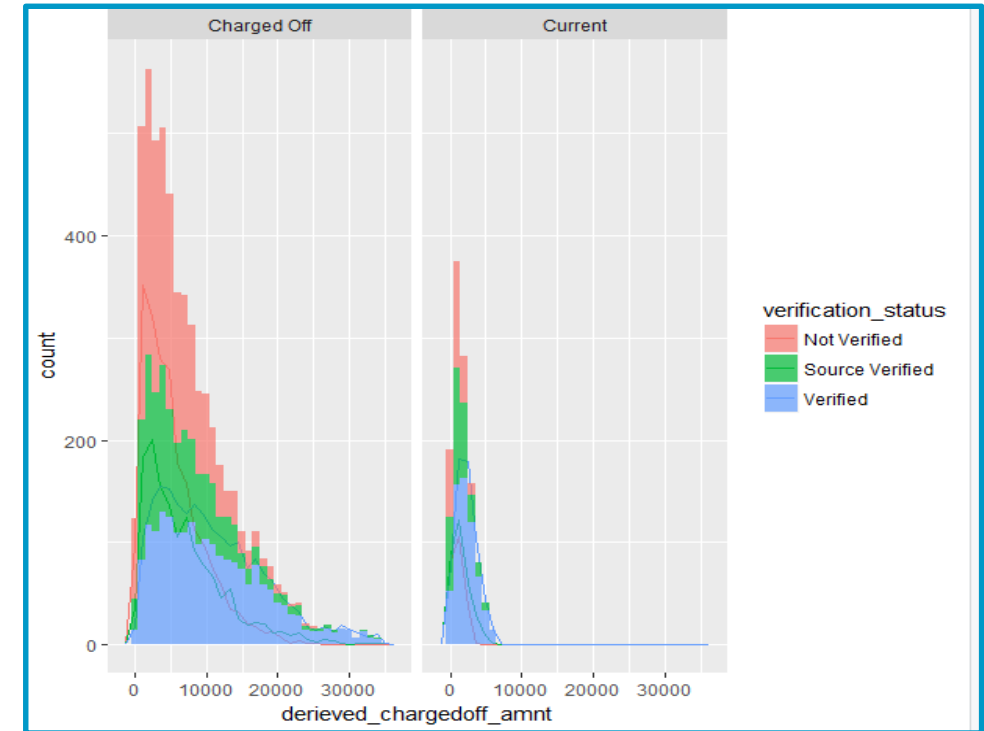 Charged Off
Current
400
200
0
count
0
10000
20000
30000
0
10000
20000
30000
derieved_chargedoff_amnt
verification_status
Not Verified
Source Verified
Verified